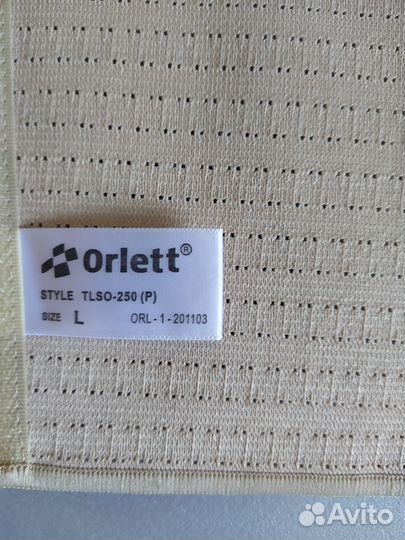 Orlett®
STYLE TLSO-250 (P)
SIZE L ORL - 1 - 201103
Avito